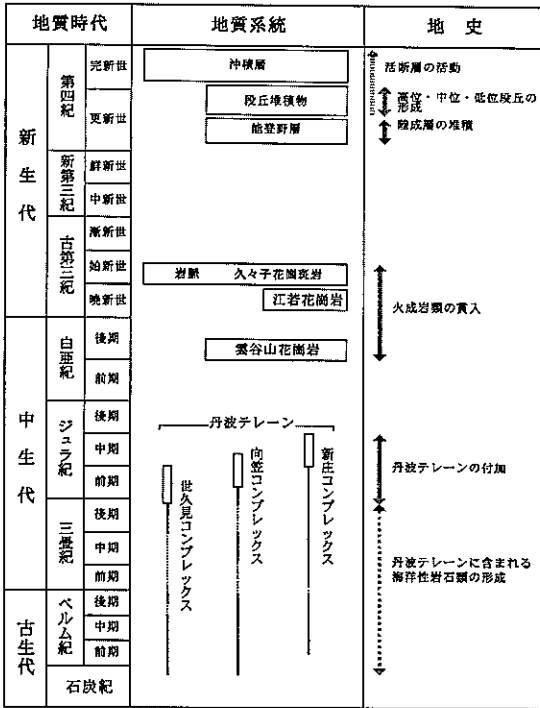 地質時代
地質系統
地史
新生代
第四紀
完新世
更新世
新第三紀
鮮新世
中新世
古第三紀
漸新世
始新世
暁新世
中生代
白亜紀
後期
前期
ジュラ紀
後期
中期
前期
三畳紀
後期
中期
前期
古生代
ペルム紀
後期
中期
前期
石炭紀
沖積層
段丘堆積物
能登野層
岩脈 久々子花崗斑岩
江若花崗岩
雲谷山花崗岩
丹波テレーン
世久見コンプレックス
向笠コンプレックス
新庄コンプレックス
活断層の活動
高位・中位・低位段丘の
形成
陸成層の堆積
火成岩類の貫入
丹波テレーンの付加
丹波テレーンに含まれる
海洋性岩石類の形成